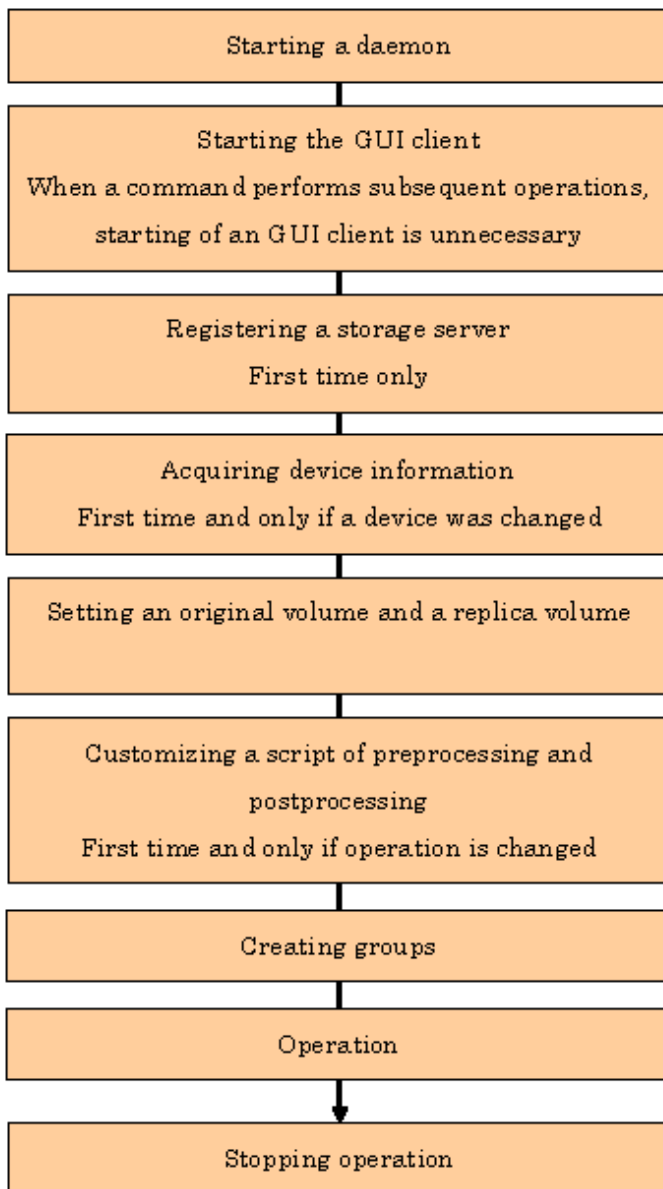 Starting a daemon
Starting the GUI client
When a command performs subsequent operations,
starting of an GUI client is unnecessary
Registering a storage server
First time only
Acquiring device information
First time and only if a device was changed
Setting an original volume and a replica volume
Customizing a script of preprocessing and
postprocessing
First time and only if operation is changed
Creating groups
Operation
Stopping operation